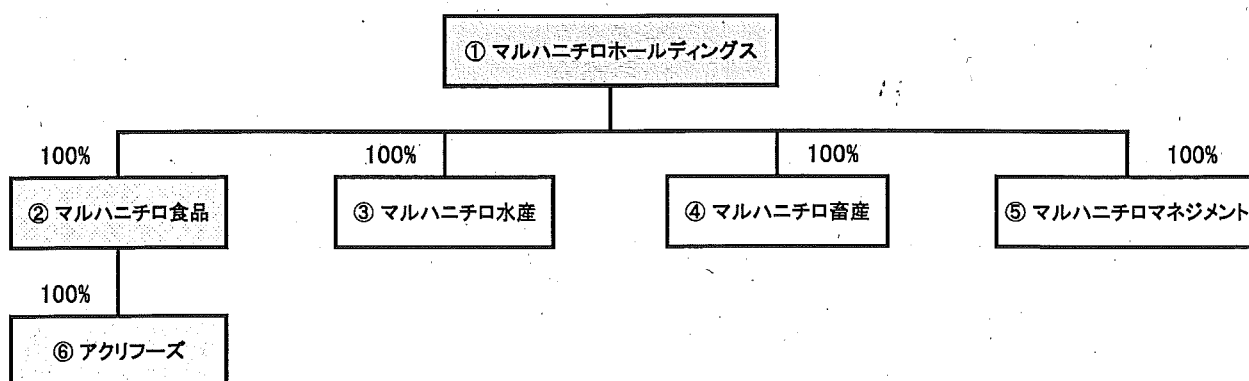 ① マルハニチロホールディングス
100%
100%
100%
100%
② マルハニチロ食品
③ マルハニチロ水産
④ マルハニチロ畜産
⑤ マルハニチロマネジメント
100%
⑥ アクリフーズ